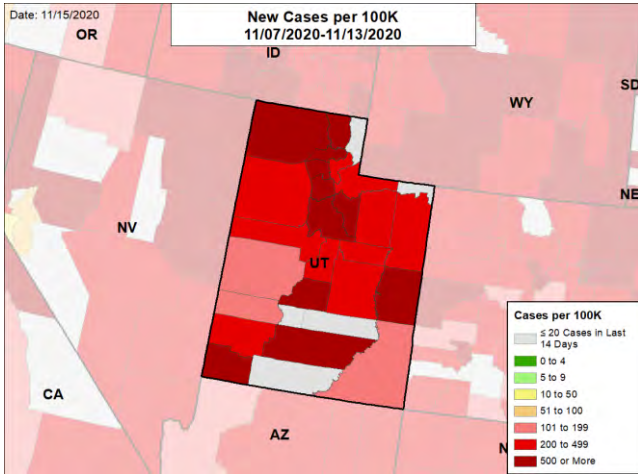 Date: 11/15/2020
New Cases per 100K
11/07/2020-11/13/2020
OR
ID
WY
SD
NE
NV
UT
CA
AZ
N
Cases per 100K
≤ 20 Cases in Last
14 Days
0 to 4
5 to 9
10 to 50
51 to 100
101 to 199
200 to 499
500 or More